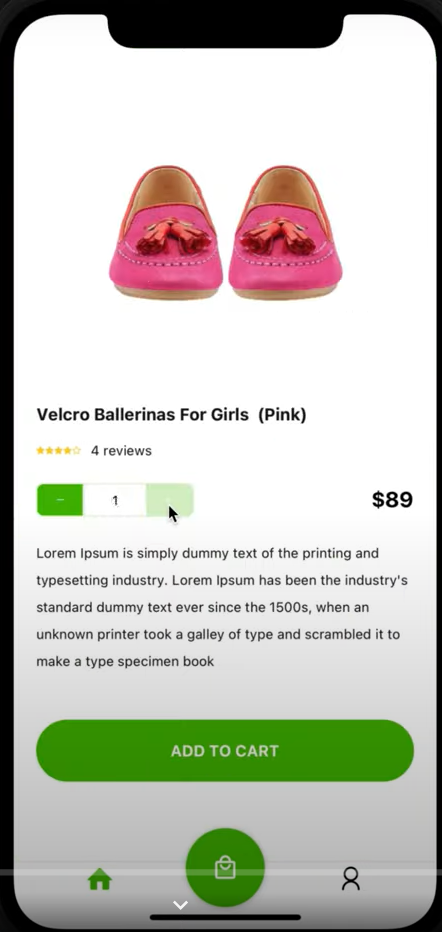 Velcro Ballerinas For Girls (Pink)
4 reviews
− 1
$89
Lorem Ipsum is simply dummy text of the printing and
typesetting industry. Lorem Ipsum has been the industry's
standard dummy text ever since the 1500s, when an
unknown printer took a galley of type and scrambled it to
make a type specimen book
ADD TO CART